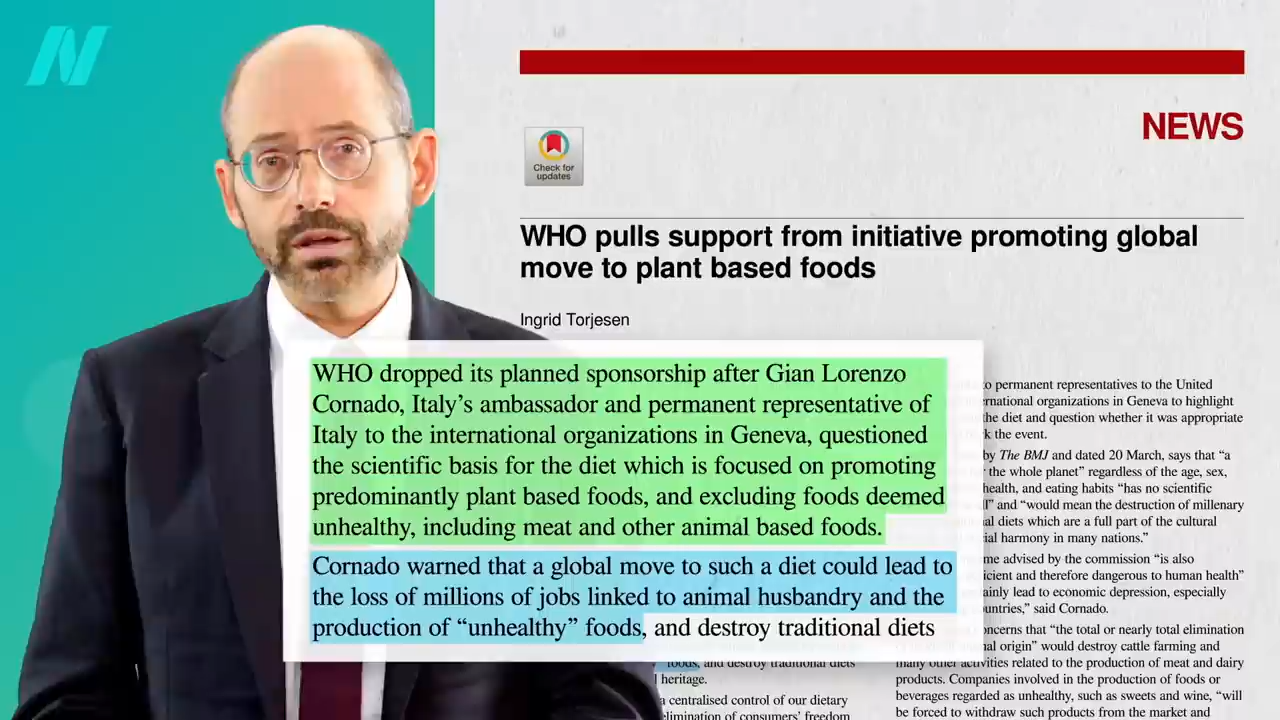 NEWS
Check for
updates
WHO pulls support from initiative promoting global
move to plant based foods
Ingrid Torjesen
WHO dropped its planned sponsorship after Gian Lorenzo
Cornado, Italy’s ambassador and permanent representative of
Italy to the international organizations in Geneva, questioned
the scientific basis for the diet which is focused on promoting
predominantly plant based foods, and excluding foods deemed
unhealthy, including meat and other animal based foods.
Cornado warned that a global move to such a diet could lead to
the loss of millions of jobs linked to animal husbandry and the
production of “unhealthy” foods, and destroy traditional diets
foods, and destroy traditional diets
heritage.
a centralised control of our dietary
elimination of consumers’ freedom
to permanent representatives to the United
organizations in Geneva to highlight
the diet and question whether it was appropriate
the event.
by The BMJ and dated 20 March, says that “a
the whole planet” regardless of the age, sex,
health, and eating habits “has no scientific
and “would mean the destruction of millenary
diets which are a full part of the cultural
harmony in many nations.”
advised by the commission “is also
and therefore dangerous to human health”
lead to economic depression, especially
said Cornado.
that “the total or nearly total elimination
origin” would destroy cattle farming and
many other activities related to the production of meat and dairy
products. Companies involved in the production of foods or
beverages regarded as unhealthy, such as sweets and wine, “will
be forced to withdraw such products from the market and